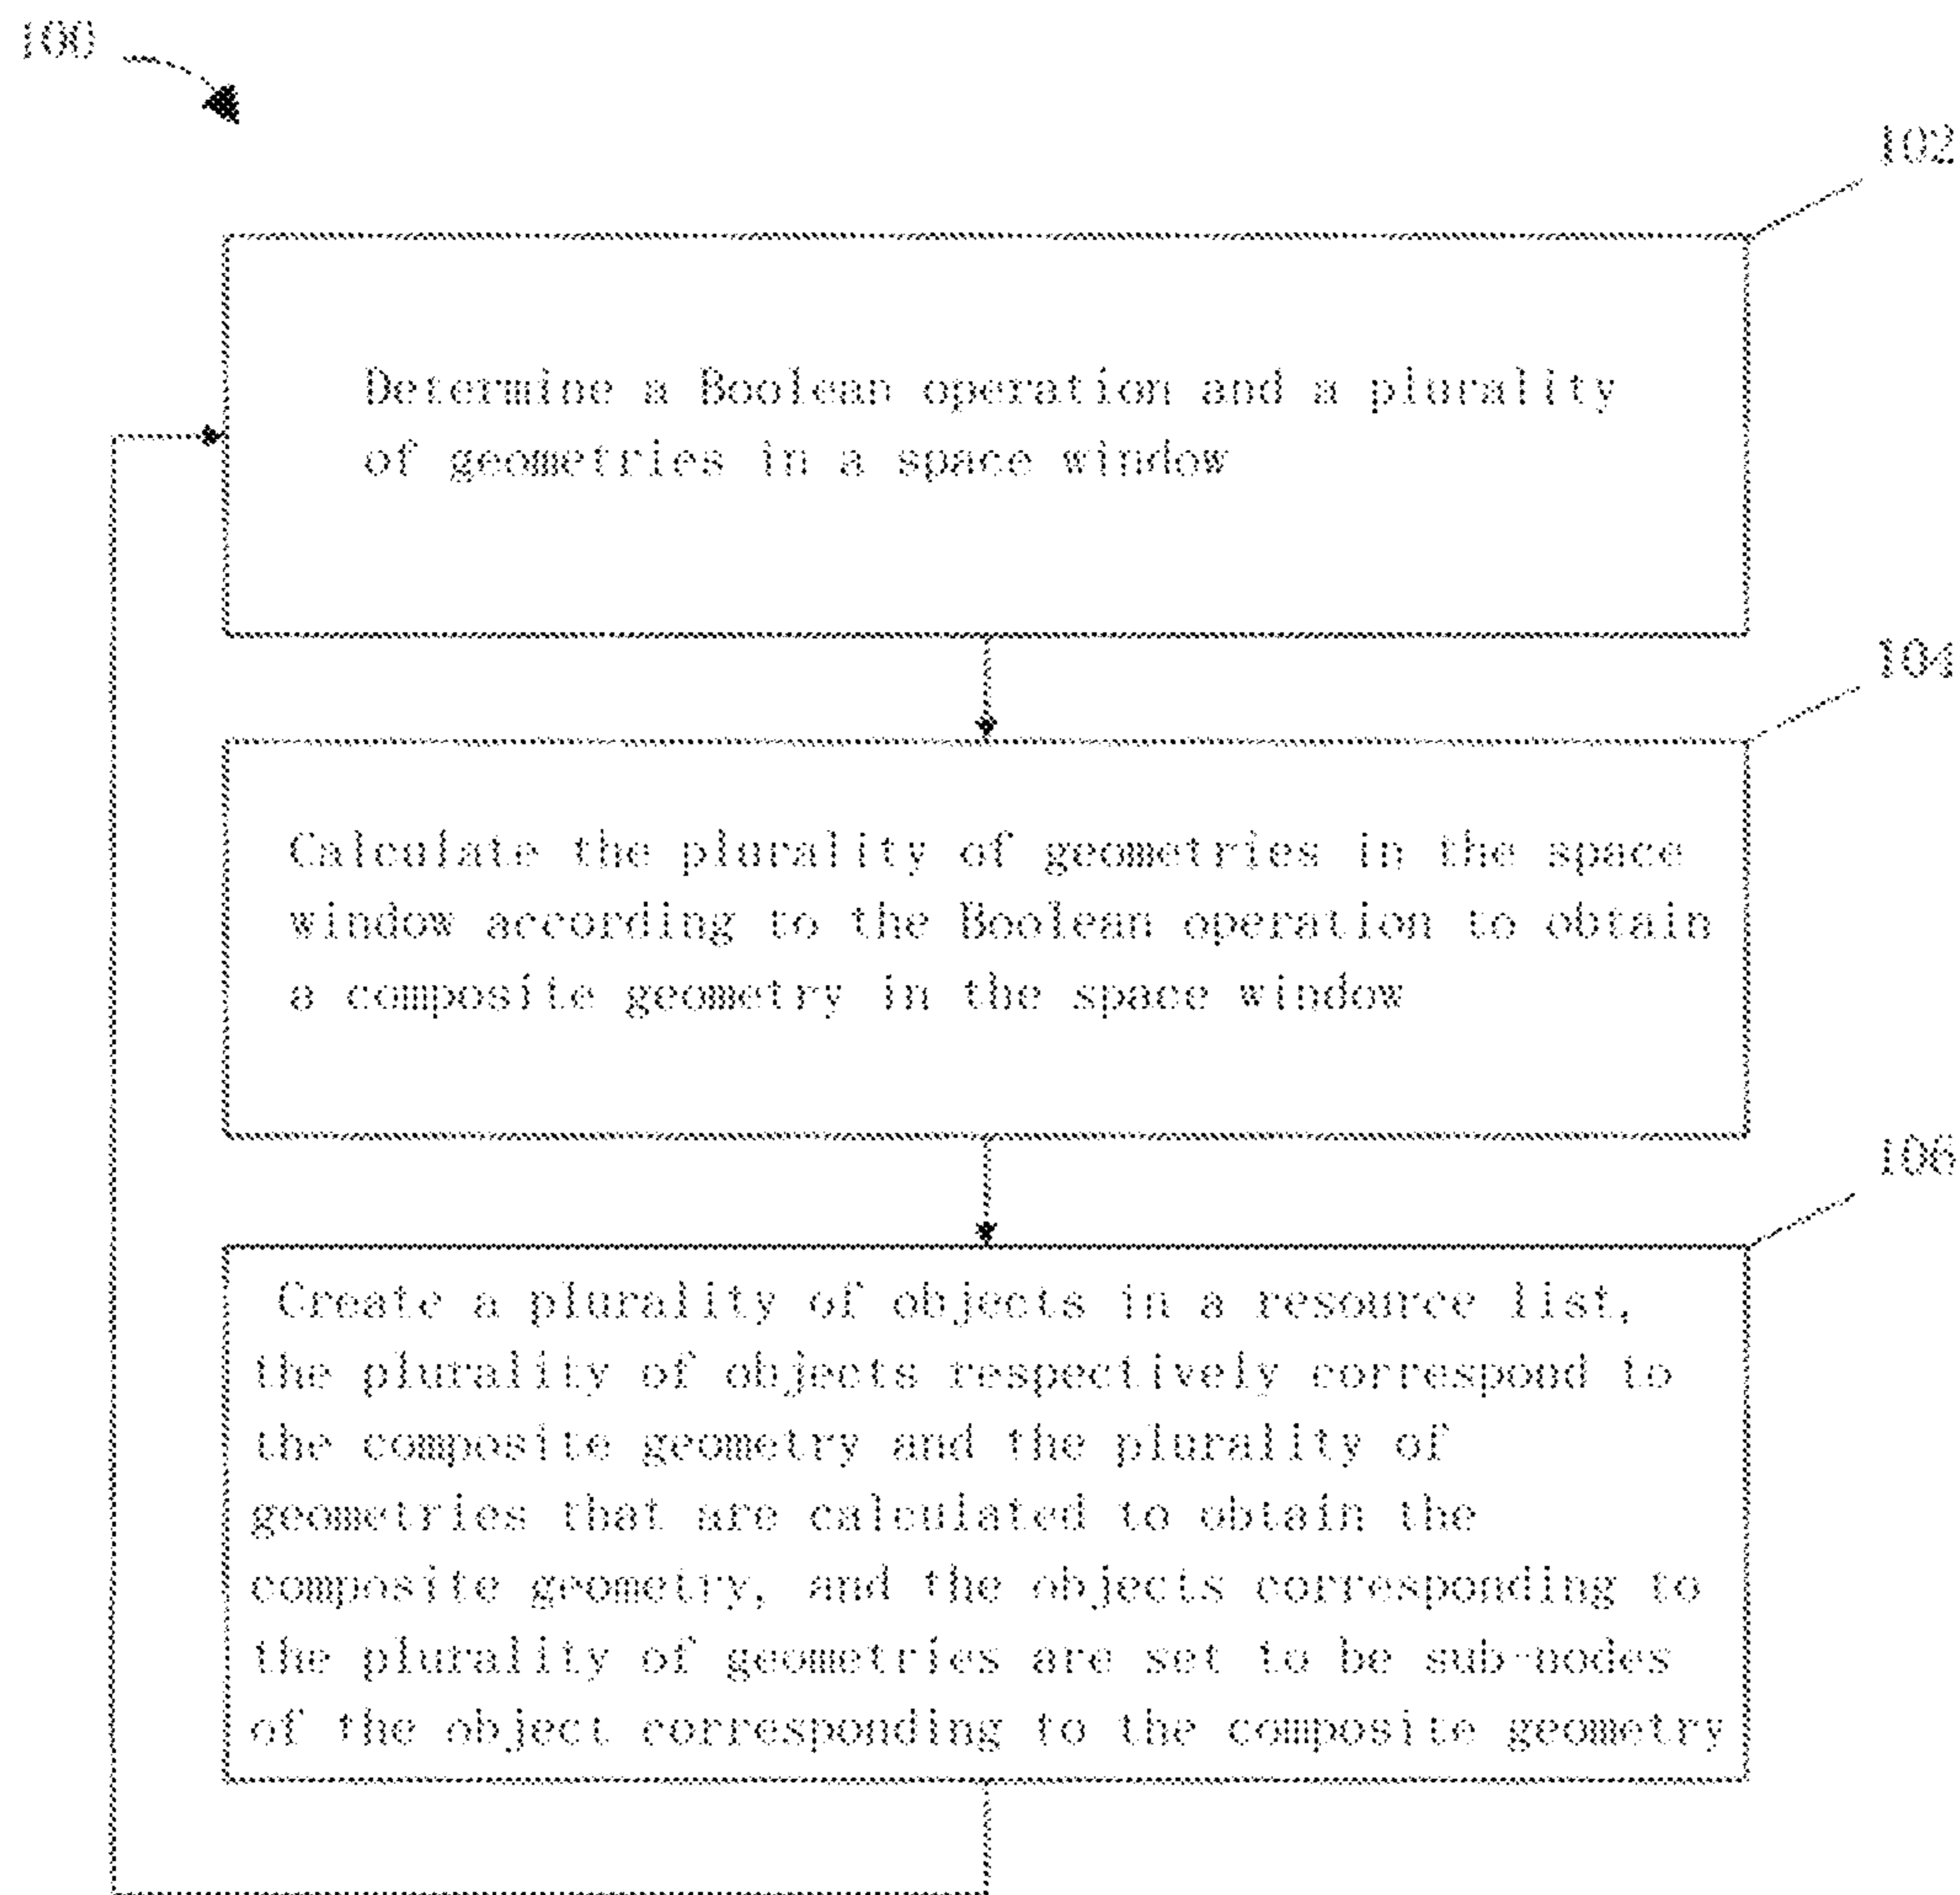 100
102
Determine a Boolean operation and a plurality
of geometries in a space window
104
Calculate the plurality of geometries in the space
window according to the Boolean operation to obtain
a composite geometry in the space window
106
Create a plurality of objects in a resource list,
the plurality of objects respectively correspond to
the composite geometry and the plurality of
geometries that are calculated to obtain the
composite geometry, and the objects corresponding to
the plurality of geometries are set to be sub-nodes
of the object corresponding to the composite geometry